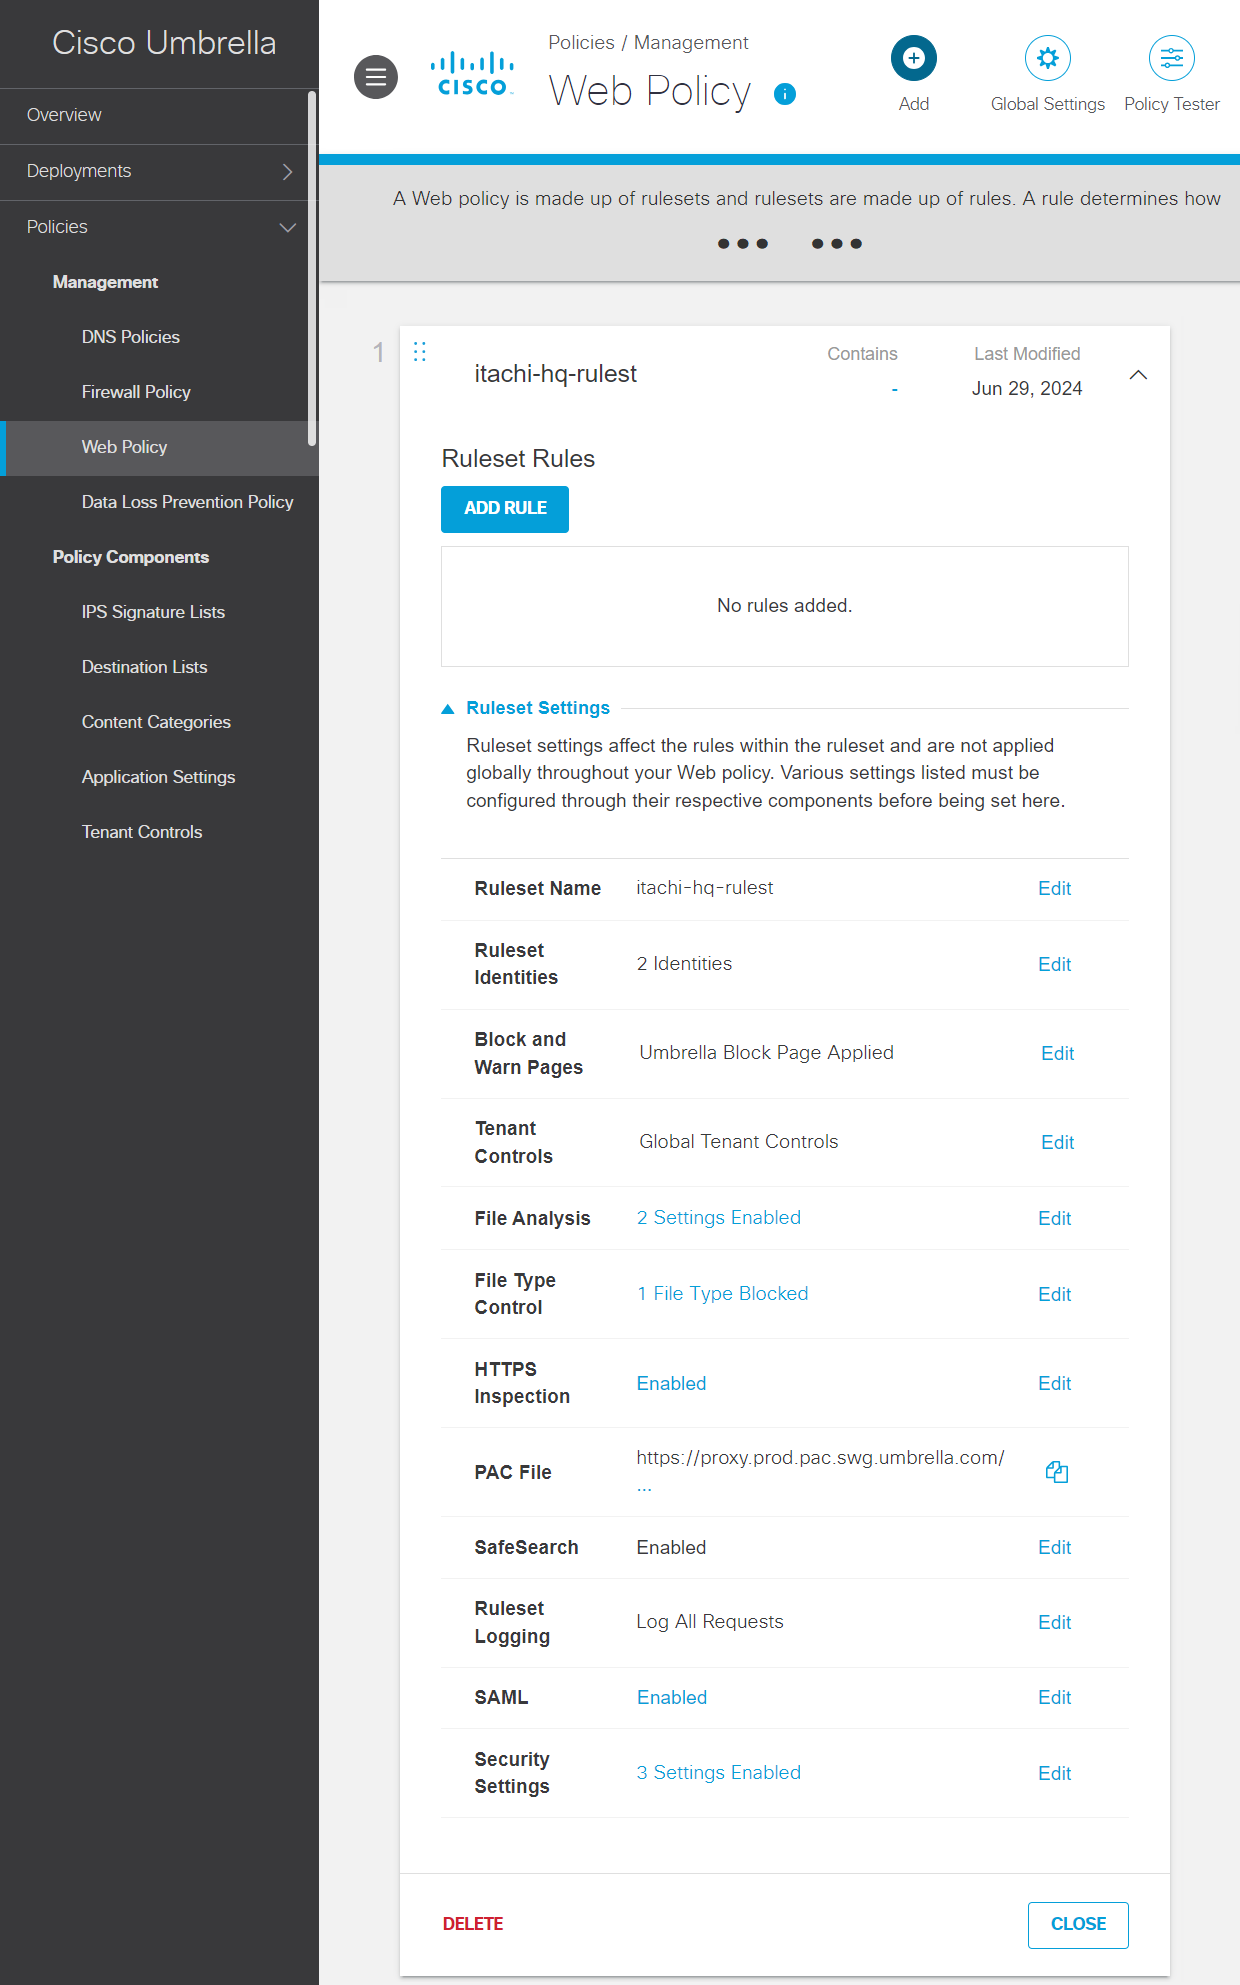 Cisco Umbrella
Overview
Deployments
Policies
Management
DNS Policies
Firewall Policy
Web Policy
Data Loss Prevention Policy
Policy Components
IPS Signature Lists
Destination Lists
Content Categories
Application Settings
Tenant Controls
CISCO
Policies / Management
Web Policy
Add
Global Settings
Policy Tester
A Web policy is made up of rulesets and rulesets are made up of rules. A rule determines how
1
itachi-hq-rulest
Contains
-
Last Modified
Jun 29, 2024
Ruleset Rules
ADD RULE
No rules added.
Ruleset Settings
Ruleset settings affect the rules within the ruleset and are not applied
globally throughout your Web policy. Various settings listed must be
configured through their respective components before being set here.
Ruleset Name itachi-hq-rulest Edit
Ruleset
Identities
2 Identities Edit
Block and
Warn Pages
Umbrella Block Page Applied Edit
Tenant
Controls
Global Tenant Controls Edit
File Analysis 2 Settings Enabled Edit
File Type
Control
1 File Type Blocked Edit
HTTPS
Inspection
Enabled Edit
PAC File
https://proxy.prod.pac.swg.umbrella.com/
...
SafeSearch Enabled Edit
Ruleset
Logging
Log All Requests Edit
SAML Enabled Edit
Security
Settings
3 Settings Enabled Edit
DELETE
CLOSE